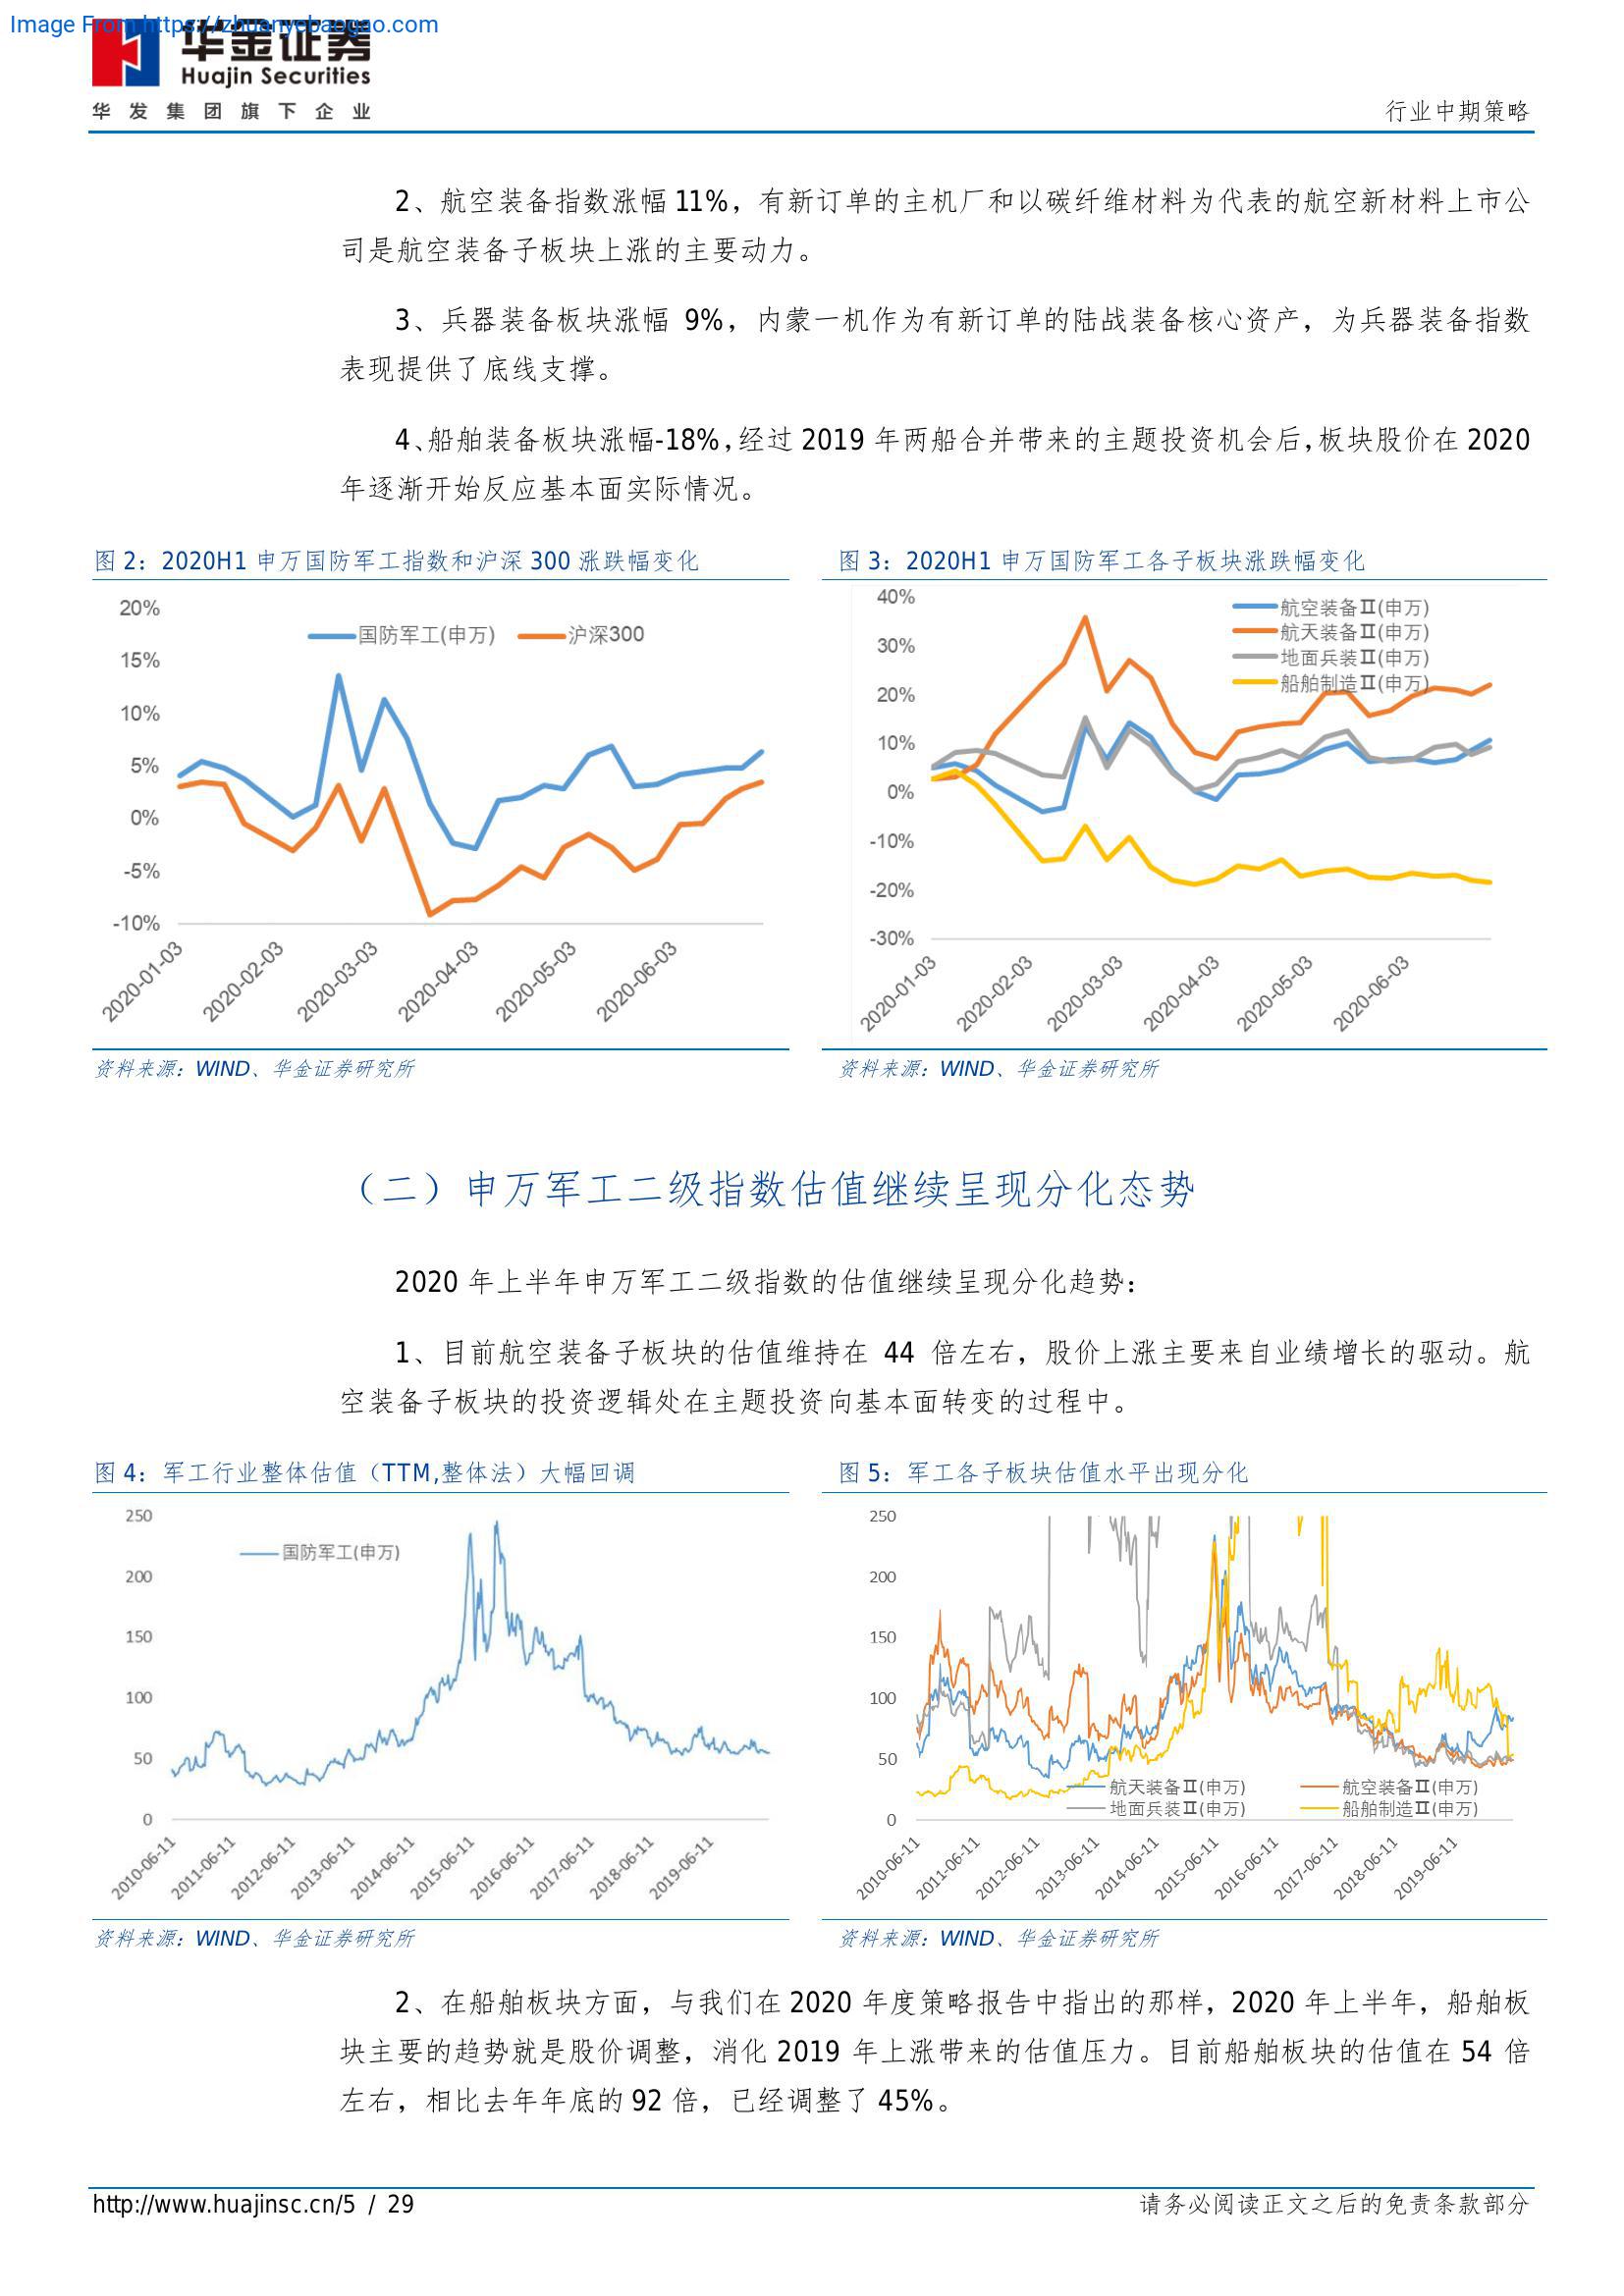 Image From https://zhuanyebaogao.com
华金证券
Huajin Securities
华发集团旗下企业
行业中期策略
2、航空装备指数涨幅 11%，有新订单的主机厂和以碳纤维材料为代表的航空新材料上市公
司是航空装备子板块上涨的主要动力。
3、兵器装备板块涨幅 9%，内蒙一机作为有新订单的陆战装备核心资产，为兵器装备指数
表现提供了底线支撑。
4、船舶装备板块涨幅-18%，经过 2019 年两船合并带来的主题投资机会后，板块股价在 2020
年逐渐开始反应基本面实际情况。
图 2：2020H1 申万国防军工指数和沪深 300 涨跌幅变化
20%
15%
10%
5%
0%
-5%
-10%
国防军工(申万)
沪深300
2020-01-03
2020-02-03
2020-03-03
2020-04-03
2020-05-03
2020-06-03
资料来源：WIND、华金证券研究所
图 3：2020H1 申万国防军工各子板块涨跌幅变化
40%
30%
20%
10%
0%
-10%
-20%
-30%
航空装备Ⅱ(申万)
航天装备Ⅱ(申万)
地面兵装Ⅱ(申万)
船舶制造Ⅱ(申万)
2020-01-03
2020-02-03
2020-03-03
2020-04-03
2020-05-03
2020-06-03
资料来源：WIND、华金证券研究所
（二）申万军工二级指数估值继续呈现分化态势
2020 年上半年申万军工二级指数的估值继续呈现分化趋势：
1、目前航空装备子板块的估值维持在 44 倍左右，股价上涨主要来自业绩增长的驱动。航
空装备子板块的投资逻辑处在主题投资向基本面转变的过程中。
图 4：军工行业整体估值（TTM,整体法）大幅回调
250
200
150
100
50
0
国防军工(申万)
2010-06-11
2011-06-11
2012-06-11
2013-06-11
2014-06-11
2015-06-11
2016-06-11
2017-06-11
2018-06-11
2019-06-11
资料来源：WIND、华金证券研究所
图 5：军工各子板块估值水平出现分化
250
200
150
100
50
0
航天装备Ⅱ(申万)
航空装备Ⅱ(申万)
地面兵装Ⅱ(申万)
船舶制造Ⅱ(申万)
2010-06-11
2011-06-11
2012-06-11
2013-06-11
2014-06-11
2015-06-11
2016-06-11
2017-06-11
2018-06-11
2019-06-11
资料来源：WIND、华金证券研究所
2、在船舶板块方面，与我们在 2020 年度策略报告中指出的那样，2020 年上半年，船舶板
块主要的趋势就是股价调整，消化 2019 年上涨带来的估值压力。目前船舶板块的估值在 54 倍
左右，相比去年年底的 92 倍，已经调整了 45%。
http://www.huajinsc.cn/5 / 29
请务必阅读正文之后的免责条款部分